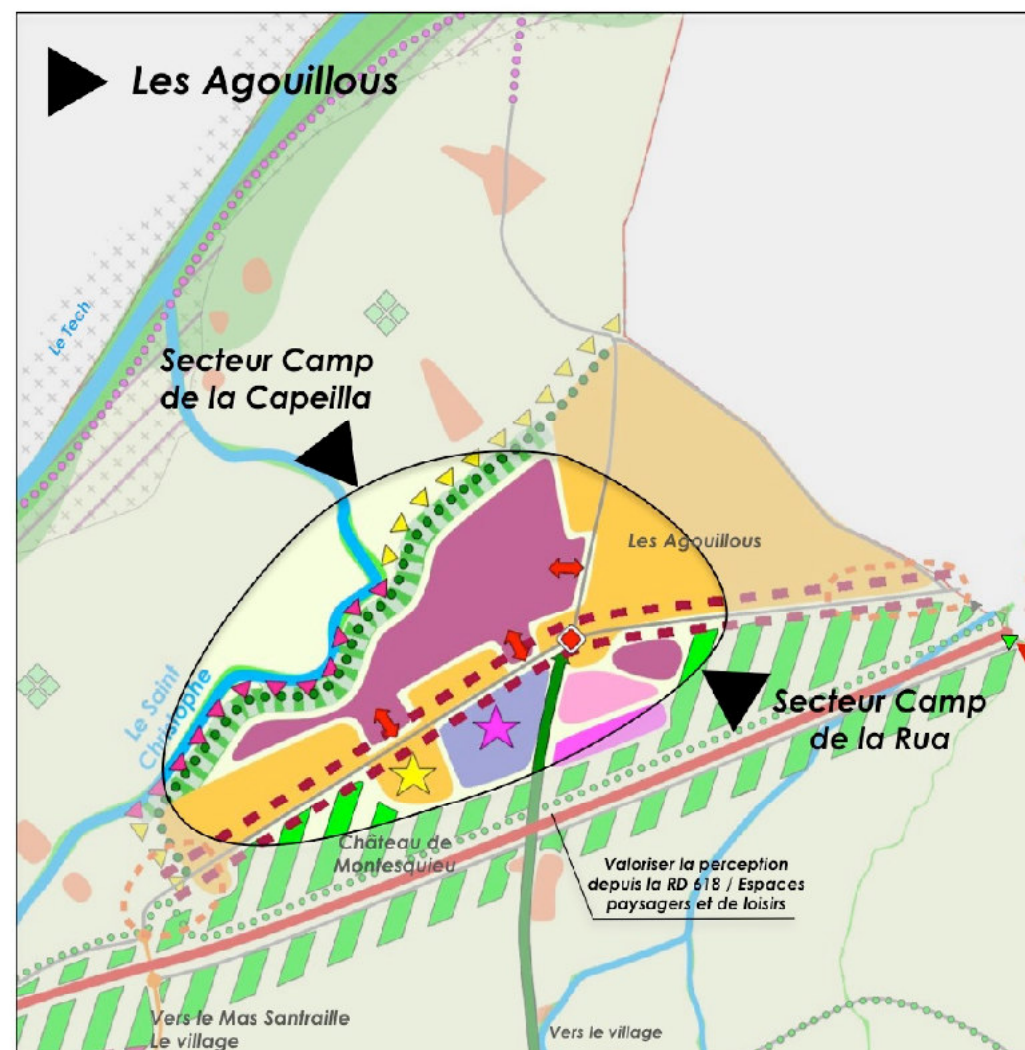 Les Agouillous
Le Tech
Secteur Camp
de la Capeilla
Les Agouillous
Le Saint
Christophe
Secteur Camp
de la Rua
Château de
Montesquieu
Valoriser la perception
depuis la RD 618 / Espaces
paysagers et de loisirs
Vers le Mas Santraille
Le village
Vers le village